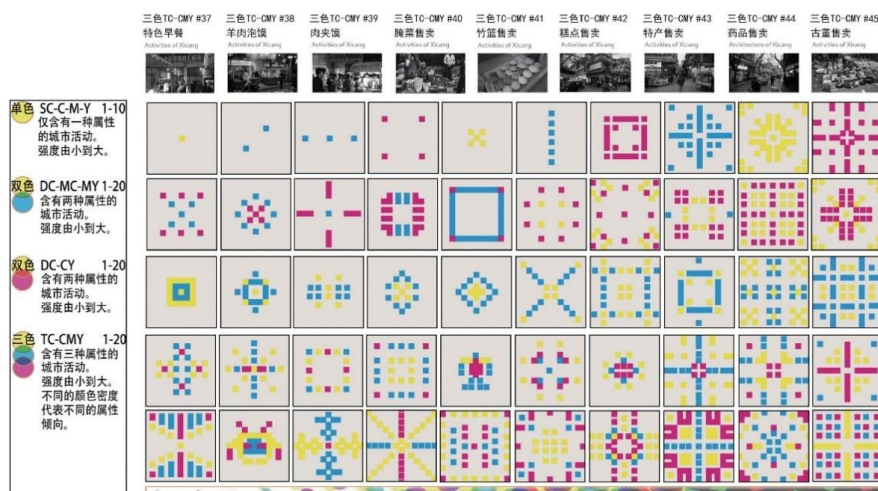 三色TC-CMY #37
特色早餐
Activities of Xicang
三色TC-CMY #38
羊肉泡馍
Activities of Xicang
三色TC-CMY #39
肉夹馍
Activities of Xicang
三色TC-CMY #40
腌菜售卖
Activities of Xicang
三色TC-CMY #41
竹篮售卖
Activities of Xicang
三色TC-CMY #42
糕点售卖
Activities of Xicang
三色TC-CMY #43
特产售卖
Activities of Xicang
三色TC-CMY #44
药品售卖
Architecture of Xicang
三色TC-CMY #45
古董售卖
Activities of Xicang
单色 SC-C-M-Y 1-10
仅含有一种属性
的城市活动。
强度由小到大。
双色 DC-MC-MY 1-20
含有两种属性的
城市活动。
强度由小到大。
双色 DC-CY 1-20
含有两种属性的
城市活动。
强度由小到大。
三色 TC-CMY 1-20
含有三种属性的
城市活动。
强度由小到大。
不同的颜色密度
代表不同的属性
倾向。